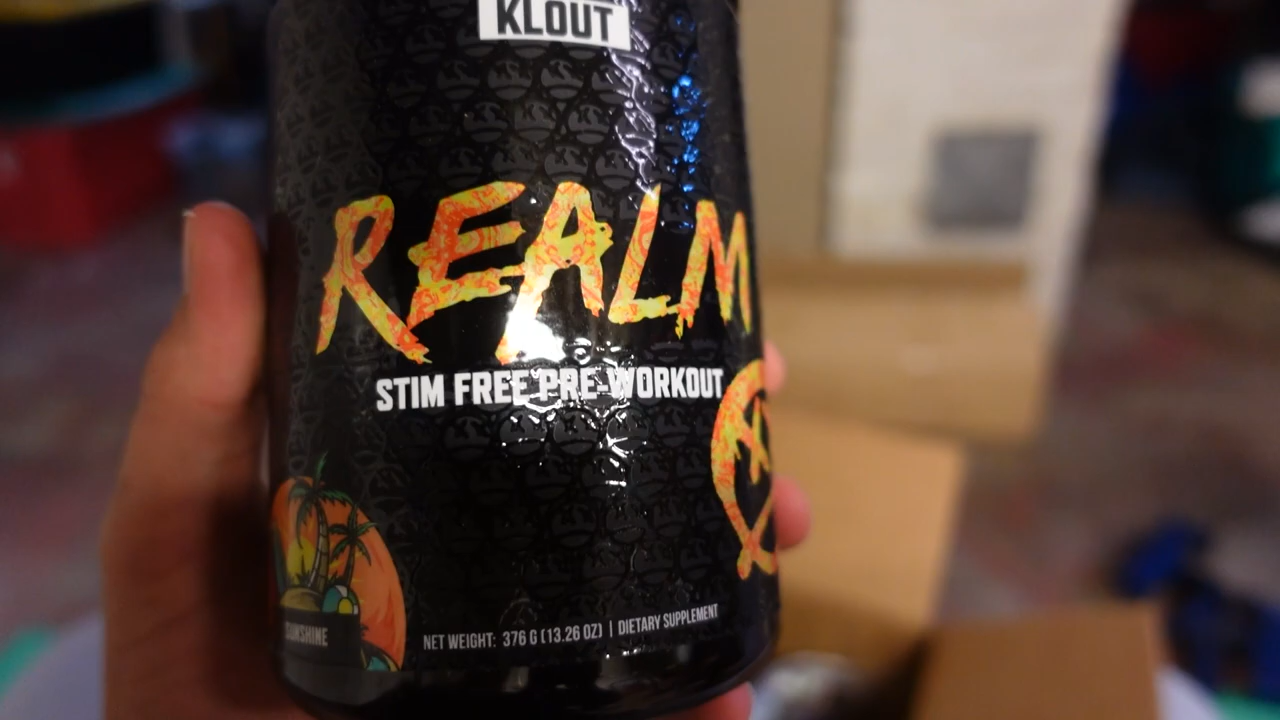 KLOUT
REALM
STIM FREE PRE-WORKOUT
SUNSHINE
NET WEIGHT: 376 G (13.26 OZ) | DIETARY SUPPLEMENT